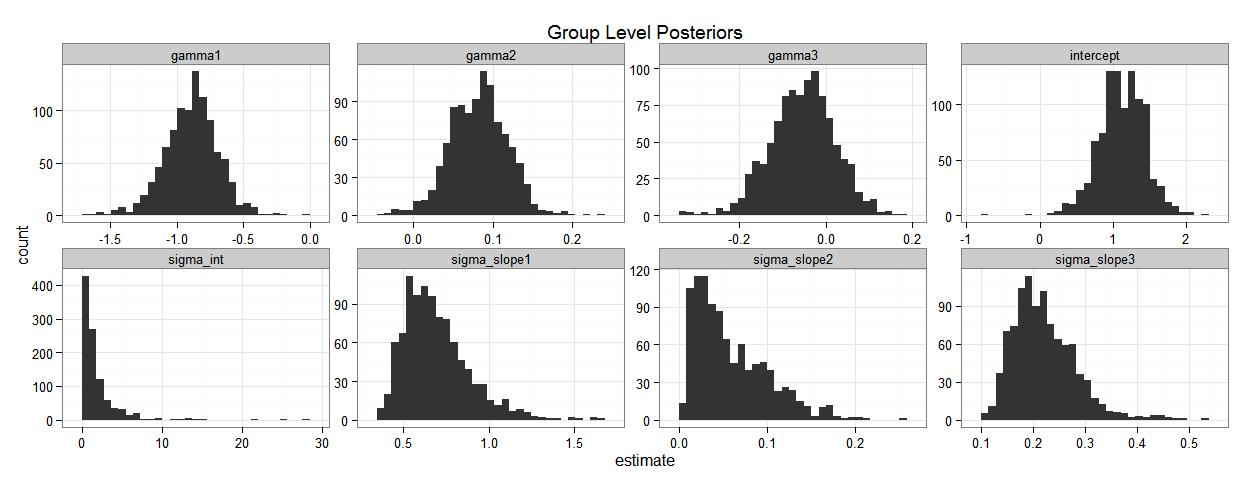 Group Level Posteriors
gamma1 gamma2 gamma3 intercept
100
50
0
-1.5 -1.0 -0.5 0.0
90
60
30
0
0.0 0.1 0.2
100
75
50
25
0
-0.2 0.0 0.2
100
50
0
-1 0 1 2
count
sigma_int sigma_slope1 sigma_slope2 sigma_slope3
400
300
200
100
0
0 10 20 30
90
60
30
0
0.5 1.0 1.5
120
90
60
30
0
0.0 0.1 0.2
90
60
30
0
0.1 0.2 0.3 0.4 0.5
estimate